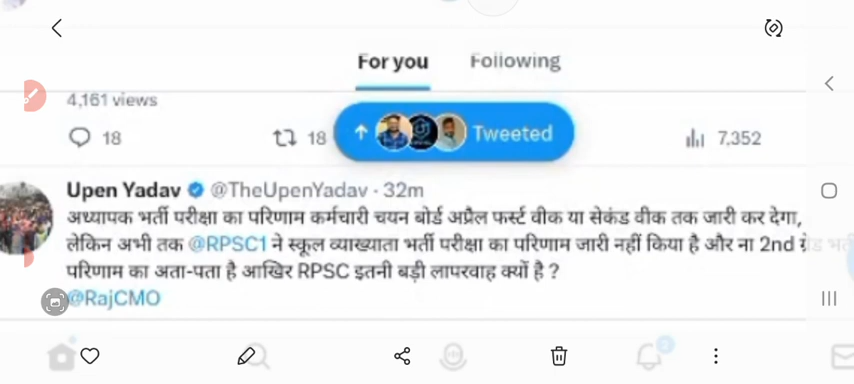 For you Following
4,161 views
18 18 Tweeted 7,352
Upen Yadav @TheUpenYadav · 32m
अध्यापक भर्ती परीक्षा का परिणाम कर्मचारी चयन बोर्ड अप्रैल फर्स्ट वीक या सेकंड वीक तक जारी कर देगा,
लेकिन अभी तक @RPSC1 ने स्कूल व्याख्याता भर्ती परीक्षा का परिणाम जारी नहीं किया है और ना 2nd ग्रेड
परिणाम का अता-पता है आखिर RPSC इतनी बड़ी लापरवाह क्यों है ?
@RajCMO